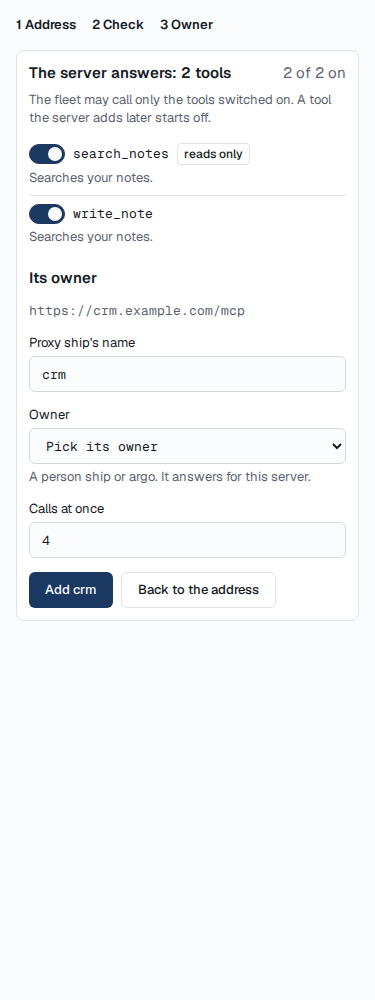 1 Address 2 Check 3 Owner
The server answers: 2 tools 2 of 2 on
The fleet may call only the tools switched on. A tool
the server adds later starts off.
search_notes reads only
Searches your notes.
write_note
Searches your notes.
Its owner
https://crm.example.com/mcp
Proxy ship's name
crm
Owner
Pick its owner
A person ship or argo. It answers for this server.
Calls at once
4
Add crm Back to the address